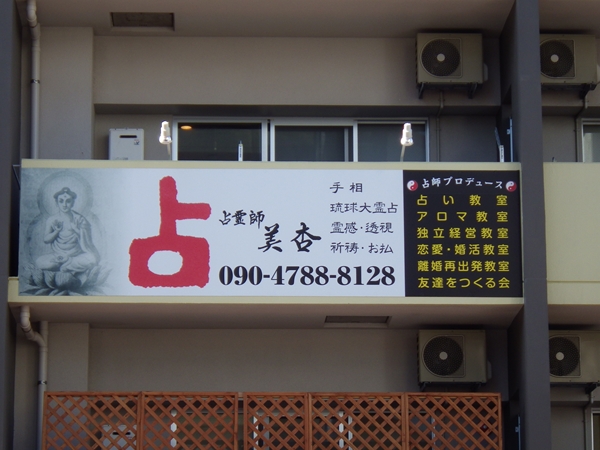 占
占霊師
美杏
090-4788-8128
手相
琉球大霊占
霊感・透視
祈祷・お払
占師プロデュース
占い教室
アロマ教室
独立経営教室
恋愛・婚活教室
離婚再出発教室
友達をつくる会